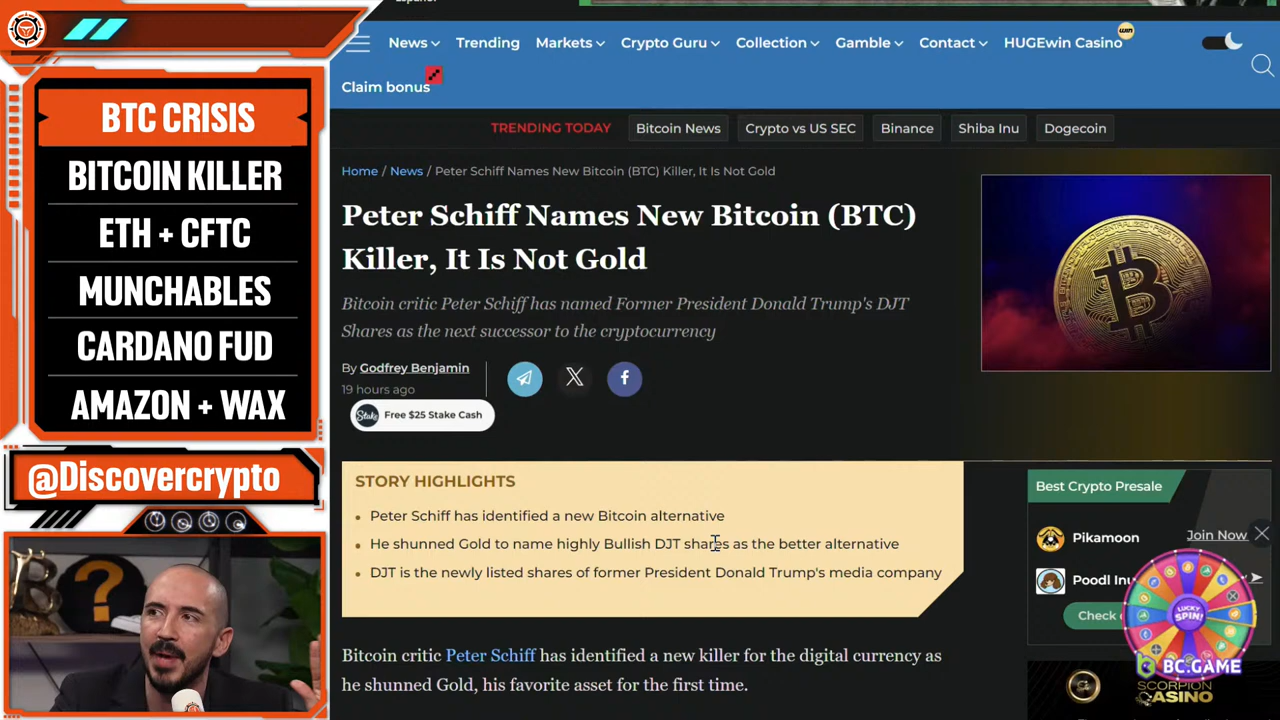 Español
News
Trending
Markets
Crypto Guru
Collection
Gamble
Contact
HUGEwin Casino
win
Claim bonus
TRENDING TODAY
Bitcoin News
Crypto vs US SEC
Binance
Shiba Inu
Dogecoin
BTC CRISIS
BITCOIN KILLER
ETH + CFTC
MUNCHABLES
CARDANO FUD
AMAZON + WAX
@Discovercrypto
Home / News / Peter Schiff Names New Bitcoin (BTC) Killer, It Is Not Gold
Peter Schiff Names New Bitcoin (BTC)
Killer, It Is Not Gold
Bitcoin critic Peter Schiff has named Former President Donald Trump's DJT
Shares as the next successor to the cryptocurrency
By Godfrey Benjamin
19 hours ago
Stake
Free $25 Stake Cash
STORY HIGHLIGHTS
• Peter Schiff has identified a new Bitcoin alternative
• He shunned Gold to name highly Bullish DJT shares as the better alternative
• DJT is the newly listed shares of former President Donald Trump's media company
Bitcoin critic Peter Schiff has identified a new killer for the digital currency as
he shunned Gold, his favorite asset for the first time.
Best Crypto Presale
Pikamoon
Join Now
Poodl Inu
Check
LUCKY
SPIN!
BC.GAME
SCORPION
CASINO